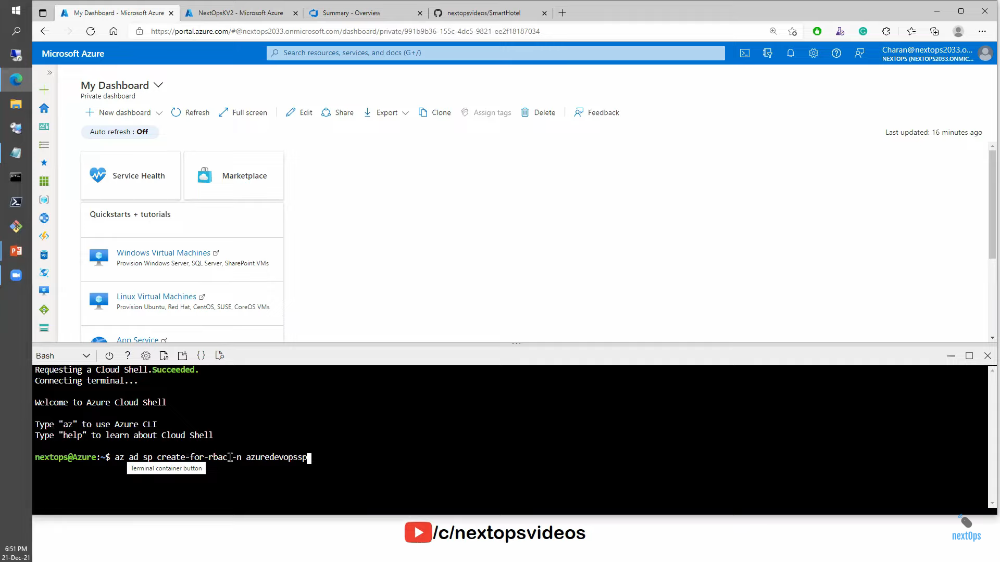 My Dashboard - Microsoft Azure
NextOpsKV2 - Microsoft Azure
Summary - Overview
nextopsvideos/SmartHotel
https://portal.azure.com/#@nextops2033.onmicrosoft.com/dashboard/private/991b9b36-155c-4dc5-9821-ee2f18187034
Microsoft Azure
Search resources, services, and docs (G+/)
Charan@nextops2033.o...
NEXTOPS (NEXTOPS2033.ONMIC...
My Dashboard
Private dashboard
New dashboard
Refresh
Full screen
Edit
Share
Export
Clone
Assign tags
Delete
Feedback
Auto refresh : Off
Last updated: 16 minutes ago
Service Health
Marketplace
Quickstarts + tutorials
Windows Virtual Machines
Provision Windows Server, SQL Server, SharePoint VMs
Linux Virtual Machines
Provision Ubuntu, Red Hat, CentOS, SUSE, CoreOS VMs
App Service
Bash
Requesting a Cloud Shell.Succeeded.
Connecting terminal...
Welcome to Azure Cloud Shell
Type "az" to use Azure CLI
Type "help" to learn about Cloud Shell
nextops@Azure:~$ az ad sp create-for-rbac -n azuredevopssp
Terminal container button
/c/nextopsvideos
nextOps
6:51 PM
21-Dec-21